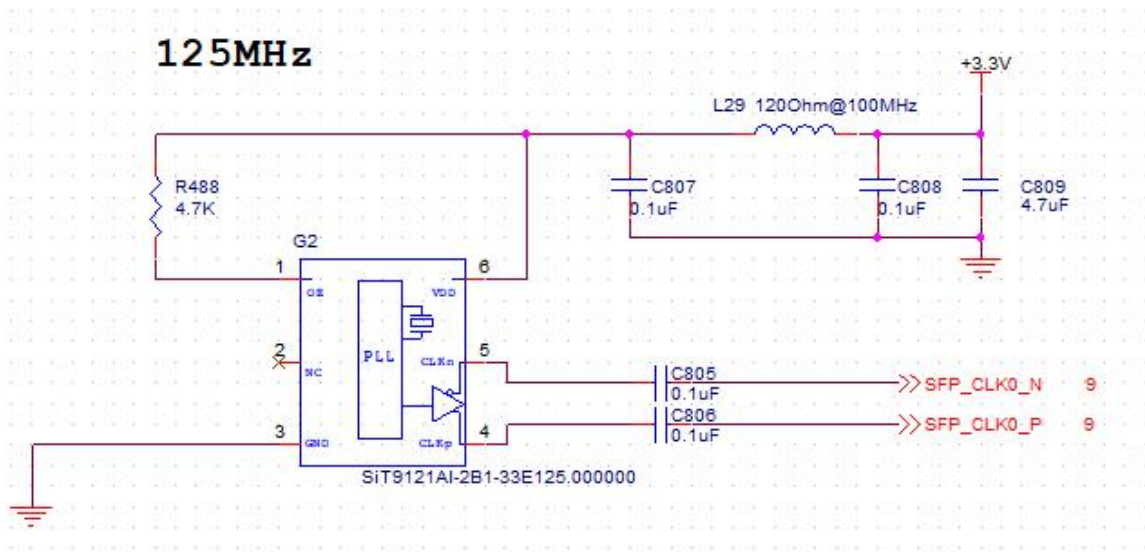 125MHz
+3.3V
L29 120Ohm@100MHz
R488
4.7K
C807
0.1uF
C808
0.1uF
C809
4.7uF
G2
1
6
OE
VDD
2
5
NC
PLL
CLKn
3
4
GND
CLKp
C805
0.1uF
SFP_CLK0_N 9
C806
0.1uF
SFP_CLK0_P 9
SiT9121AI-2B1-33E125.000000